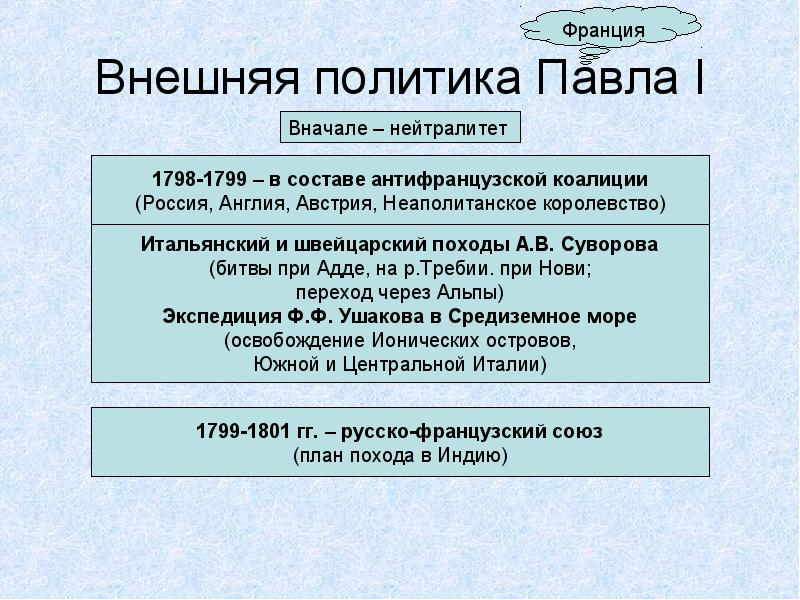 Франция
Внешняя политика Павла I
Вначале – нейтралитет
1798-1799 – в составе антифранцузской коалиции
(Россия, Англия, Австрия, Неаполитанское королевство)
Итальянский и швейцарский походы А.В. Суворова
(битвы при Адде, на р.Требии. при Нови;
переход через Альпы)
Экспедиция Ф.Ф. Ушакова в Средиземное море
(освобождение Ионических островов,
Южной и Центральной Италии)
1799-1801 гг. – русско-французский союз
(план похода в Индию)